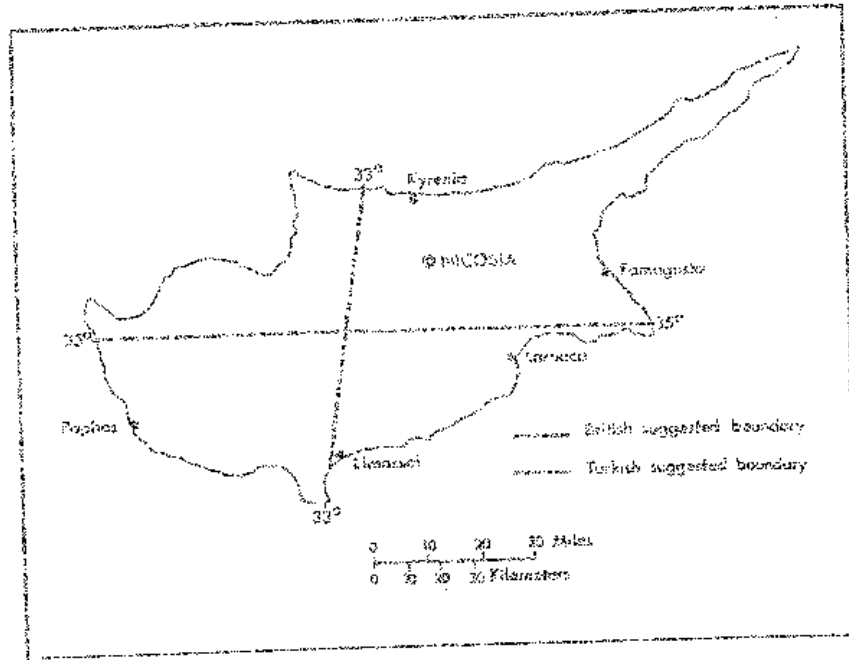 33°
Kyrenia
NICOSIA
Famagusta
35°
35°
Larnaca
Paphos
British suggested boundary
Limassol
Turkish suggested boundary
33°
0 10 20 30 Miles
0 10 20 30 Kilometers